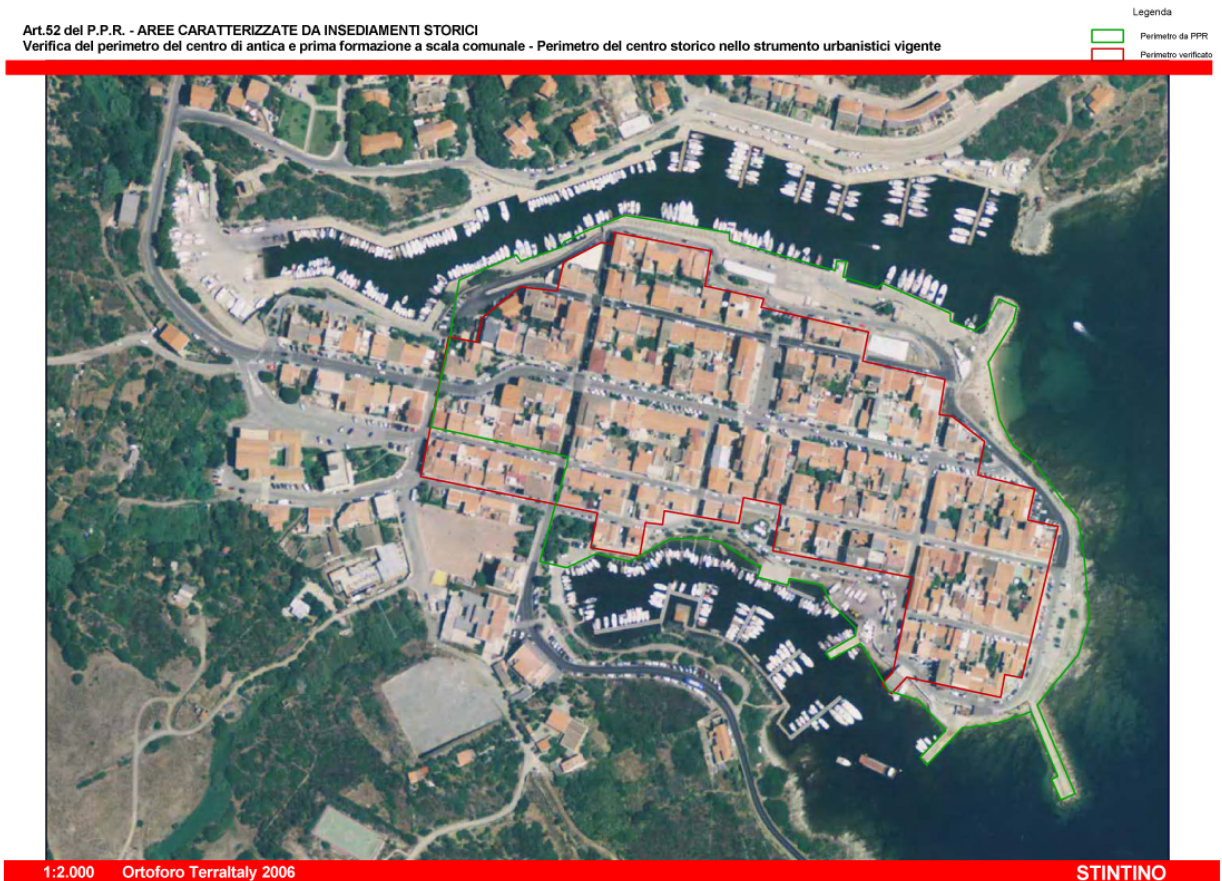 Legenda
Art.52 del P.P.R. - AREE CARATTERIZZATE DA INSEDIAMENTI STORICI
Perimetro da PPR
Verifica del perimetro del centro di antica e prima formazione a scala comunale - Perimetro del centro storico nello strumento urbanistici vigente
Perimetro verificato
1:2.000 Ortoforo TerraItaly 2006
STINTINO